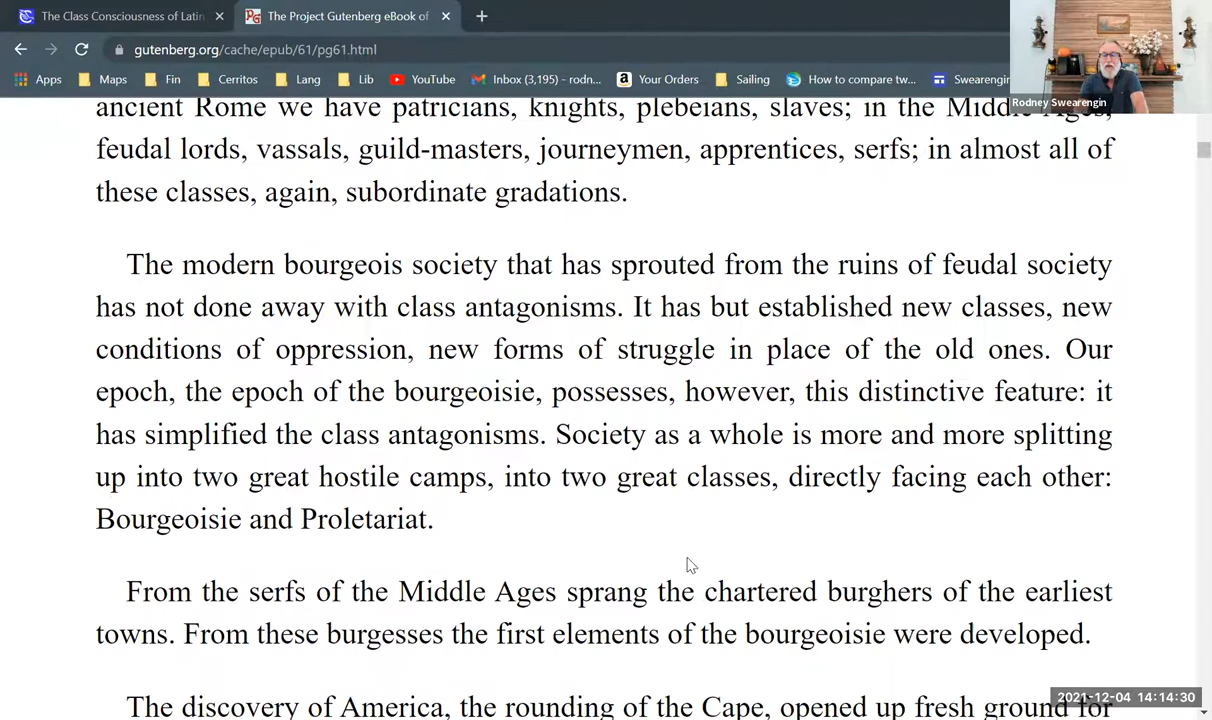 The Class Consciousness of Latin
The Project Gutenberg eBook of
gutenberg.org/cache/epub/61/pg61.html
Apps Maps Fin Cerritos Lang Lib YouTube Inbox (3,195) - rodn... Your Orders Sailing How to compare tw... Swearengin
Rodney Swearengin
ancient Rome we have patricians, knights, plebeians, slaves; in the Middle Ages,
feudal lords, vassals, guild-masters, journeymen, apprentices, serfs; in almost all of
these classes, again, subordinate gradations.
The modern bourgeois society that has sprouted from the ruins of feudal society
has not done away with class antagonisms. It has but established new classes, new
conditions of oppression, new forms of struggle in place of the old ones. Our
epoch, the epoch of the bourgeoisie, possesses, however, this distinctive feature: it
has simplified the class antagonisms. Society as a whole is more and more splitting
up into two great hostile camps, into two great classes, directly facing each other:
Bourgeoisie and Proletariat.
From the serfs of the Middle Ages sprang the chartered burghers of the earliest
towns. From these burgesses the first elements of the bourgeoisie were developed.
The discovery of America, the rounding of the Cape, opened up fresh ground for
2021-12-04 14:14:30